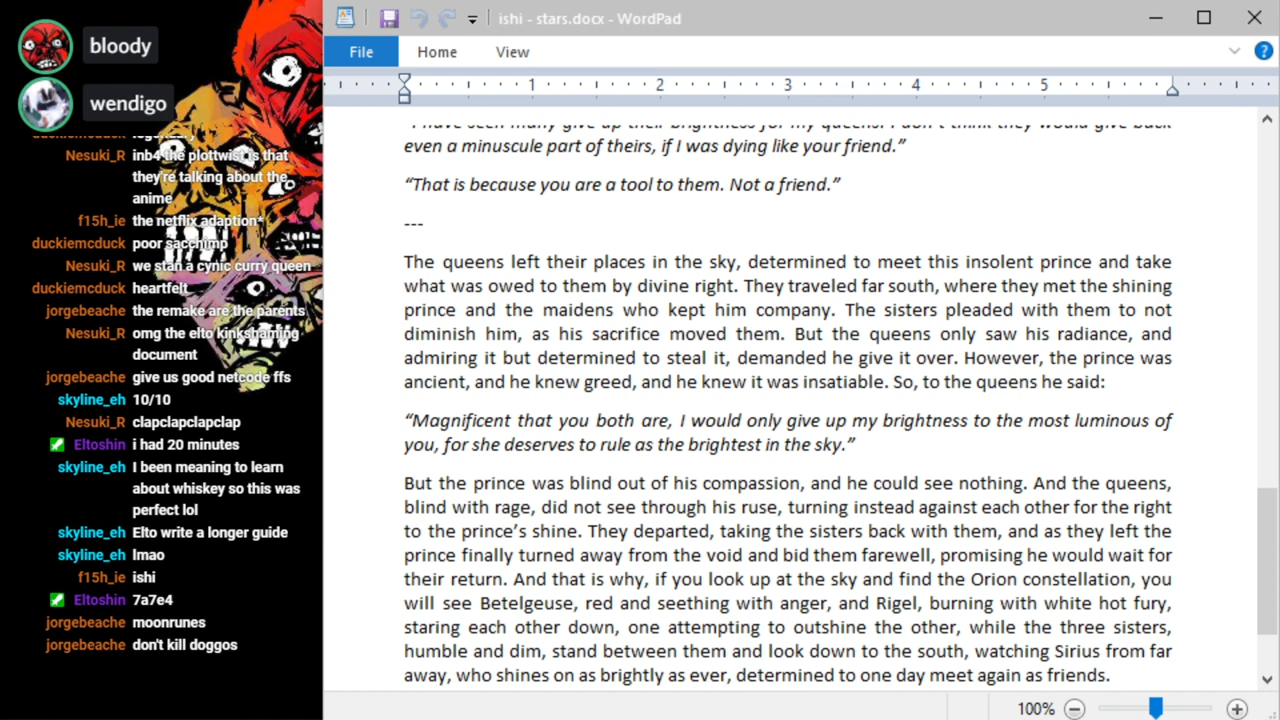 bloody
wendigo
Nesuki_R inb4 the plottwist is that
they're talking about the
anime
f15h_ie the netflix adaption*
duckiemcduck poor sacchimp
Nesuki_R we stan a cynic curry queen
duckiemcduck heartfelt
jorgebeache the remake are the parents
Nesuki_R omg the elto kinkshaming
document
jorgebeache give us good netcode ffs
skyline_eh 10/10
Nesuki_R clapclapclapclap
Eltoshin i had 20 minutes
skyline_eh I been meaning to learn
about whiskey so this was
perfect lol
skyline_eh Elto write a longer guide
skyline_eh lmao
f15h_ie ishi
Eltoshin 7a7e4
jorgebeache moonrunes
jorgebeache don't kill doggos
ishi - stars.docx - WordPad
File Home View
1 2 3 4 5
even a minuscule part of theirs, if I was dying like your friend.”
“That is because you are a tool to them. Not a friend.”
---
The queens left their places in the sky, determined to meet this insolent prince and take
what was owed to them by divine right. They traveled far south, where they met the shining
prince and the maidens who kept him company. The sisters pleaded with them to not
diminish him, as his sacrifice moved them. But the queens only saw his radiance, and
admiring it but determined to steal it, demanded he give it over. However, the prince was
ancient, and he knew greed, and he knew it was insatiable. So, to the queens he said:
“Magnificent that you both are, I would only give up my brightness to the most luminous of
you, for she deserves to rule as the brightest in the sky.”
But the prince was blind out of his compassion, and he could see nothing. And the queens,
blind with rage, did not see through his ruse, turning instead against each other for the right
to the prince’s shine. They departed, taking the sisters back with them, and as they left the
prince finally turned away from the void and bid them farewell, promising he would wait for
their return. And that is why, if you look up at the sky and find the Orion constellation, you
will see Betelgeuse, red and seething with anger, and Rigel, burning with white hot fury,
staring each other down, one attempting to outshine the other, while the three sisters,
humble and dim, stand between them and look down to the south, watching Sirius from far
away, who shines on as brightly as ever, determined to one day meet again as friends.
100%